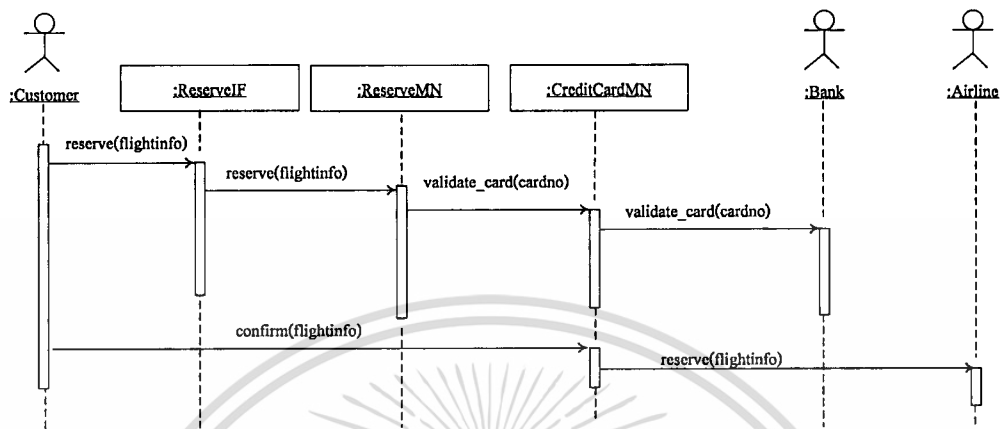 :Customer
:ReserveIF
:ReserveMN
:CreditCardMN
:Bank
:Airline
reserve(flightinfo)
reserve(flightinfo)
validate_card(cardno)
validate_card(cardno)
confirm(flightinfo)
reserve(flightinfo)